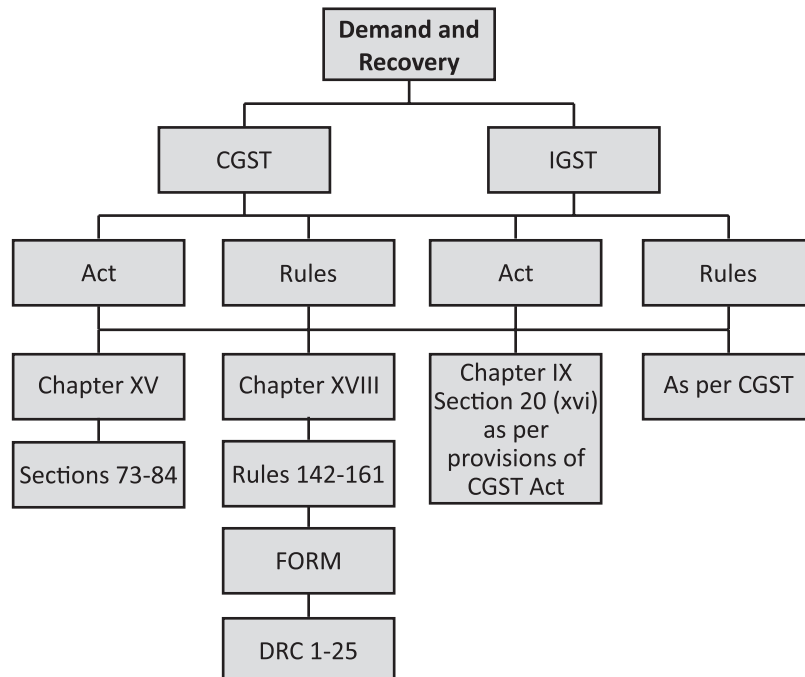 Demand and
Recovery
CGST
IGST
Act
Rules
Act
Rules
Chapter XV
Chapter XVIII
Chapter IX
Section 20 (xvi)
as per
provisions of
CGST Act
As per CGST
Sections 73-84
Rules 142-161
FORM
DRC 1-25